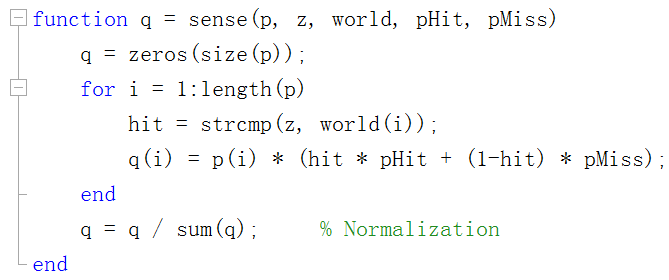 function q = sense(p, z, world, pHit, pMiss)
    q = zeros(size(p));
    for i = 1:length(p)
        hit = strcmp(z, world(i));
        q(i) = p(i) * (hit * pHit + (1-hit) * pMiss);
    end
    q = q / sum(q);     % Normalization
end